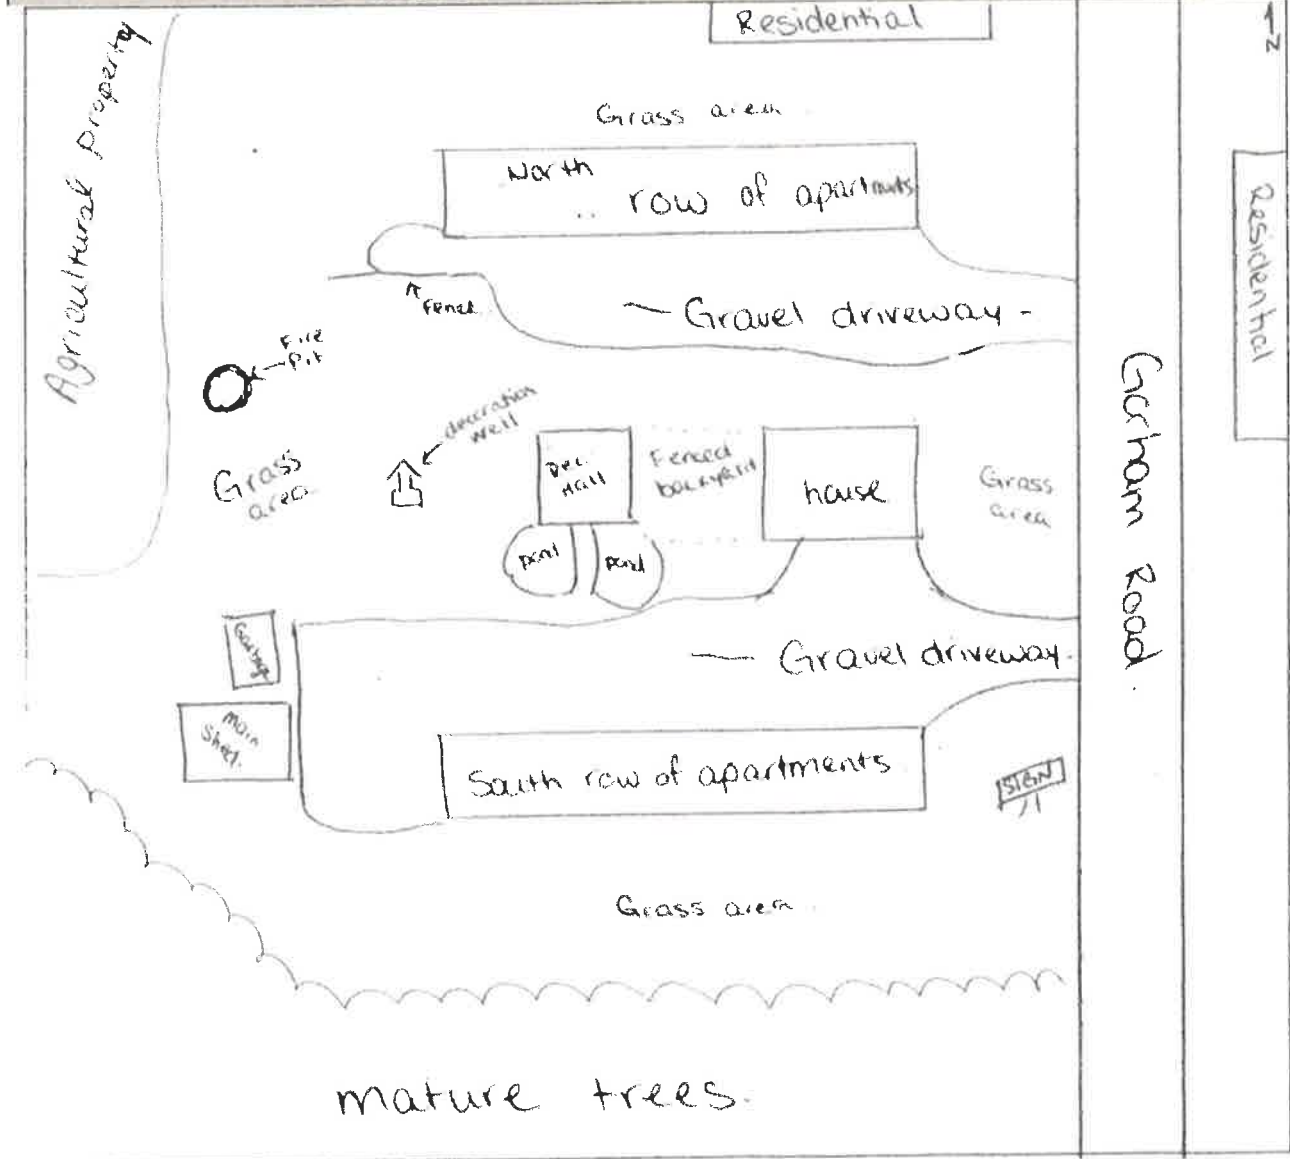 Residential
N
Agricultural property
Grass area
North
row of apartments
Residential
Fence
Gravel driveway
Fire
Pit
Gorham Road
decoration
well
Grass
area
Rec.
Hall
Fenced
backyard
house
Grass
area
pond
pond
Garbage
Gravel driveway
main
Shed.
South row of apartments
SIGN
Grass area
mature trees.